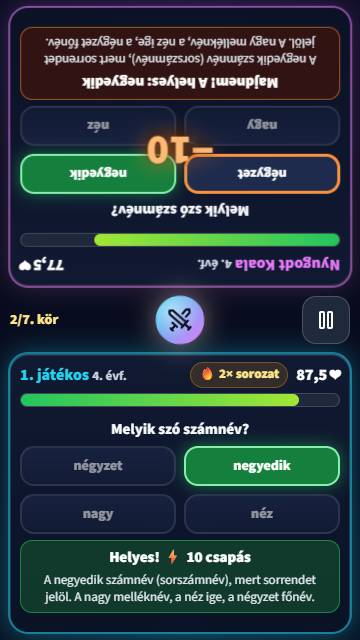 Nyugodt Koala 4. évf.
77,5
Melyik szó számnév?
négyzet
negyedik
nagy
néz
−10
Majdnem! A helyes: negyedik
A negyedik számnév (sorszámnév), mert sorrendet
jelöl. A nagy melléknév, a néz ige, a négyzet főnév.
2/7. kör
1. játékos 4. évf.
2× sorozat
87,5
Melyik szó számnév?
négyzet
negyedik
nagy
néz
Helyes! 10 csapás
A negyedik számnév (sorszámnév), mert sorrendet
jelöl. A nagy melléknév, a néz ige, a négyzet főnév.